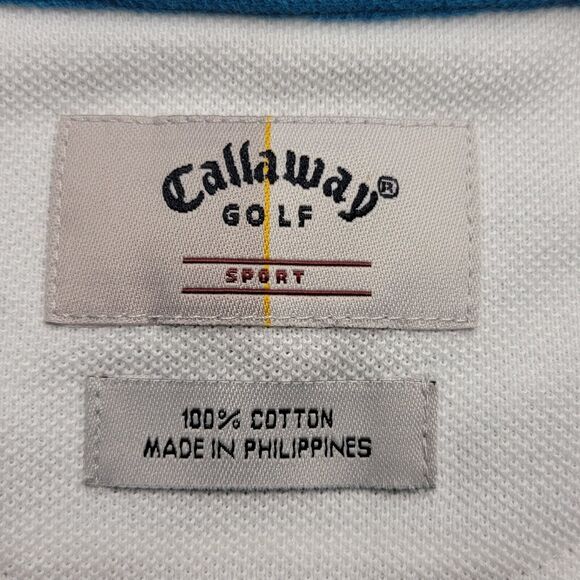 Callaway®
GOLF
SPORT
100% COTTON
MADE IN PHILIPPINES